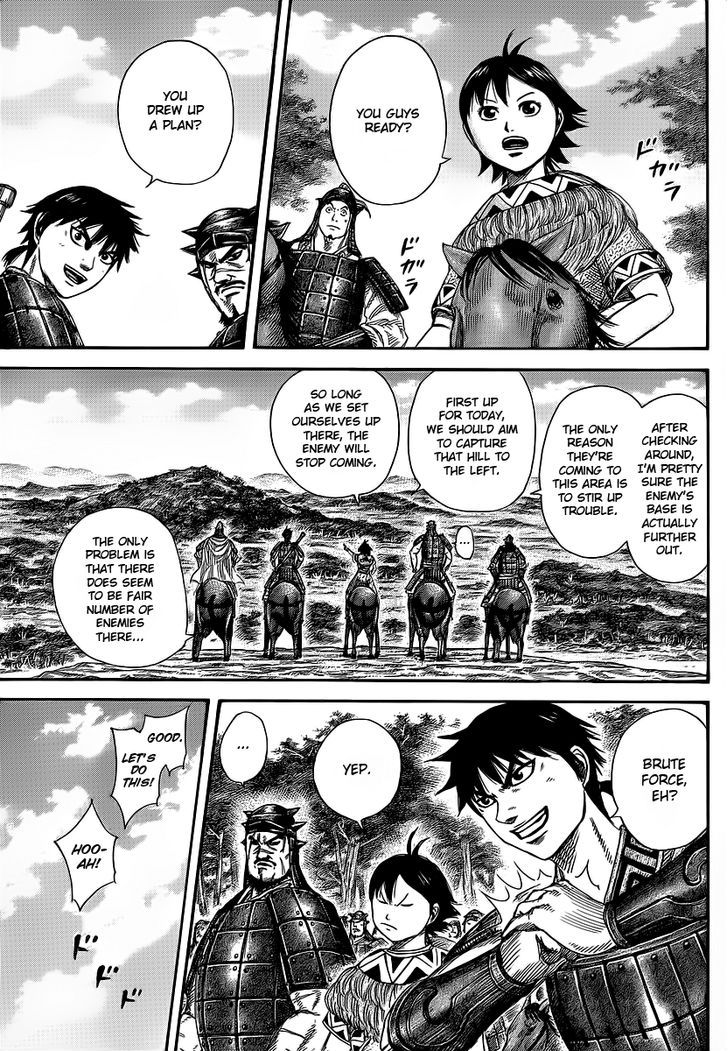 YOU GUYS
READY?
ドガラ
ドガラ
YOU
DREW UP
A PLAN?
AFTER
CHECKING
AROUND,
I'M PRETTY
SURE THE
ENEMY'S
BASE IS
ACTUALLY
FURTHER
OUT.
THE ONLY
REASON
THEY'RE
COMING TO
THIS AREA IS
TO STIR UP
TROUBLE.
...
FIRST UP
FOR TODAY,
WE SHOULD AIM
TO CAPTURE
THAT HILL TO
THE LEFT.
SO LONG
AS WE SET
OURSELVES UP
THERE, THE
ENEMY WILL
STOP COMING.
THE ONLY
PROBLEM IS
THAT THERE
DOES SEEM
TO BE FAIR
NUMBER OF
ENEMIES
THERE...
BRUTE
FORCE,
EH?
YEP.
...
GOOD.
LET'S
DO
THIS!
HOO-
AH!
ドド